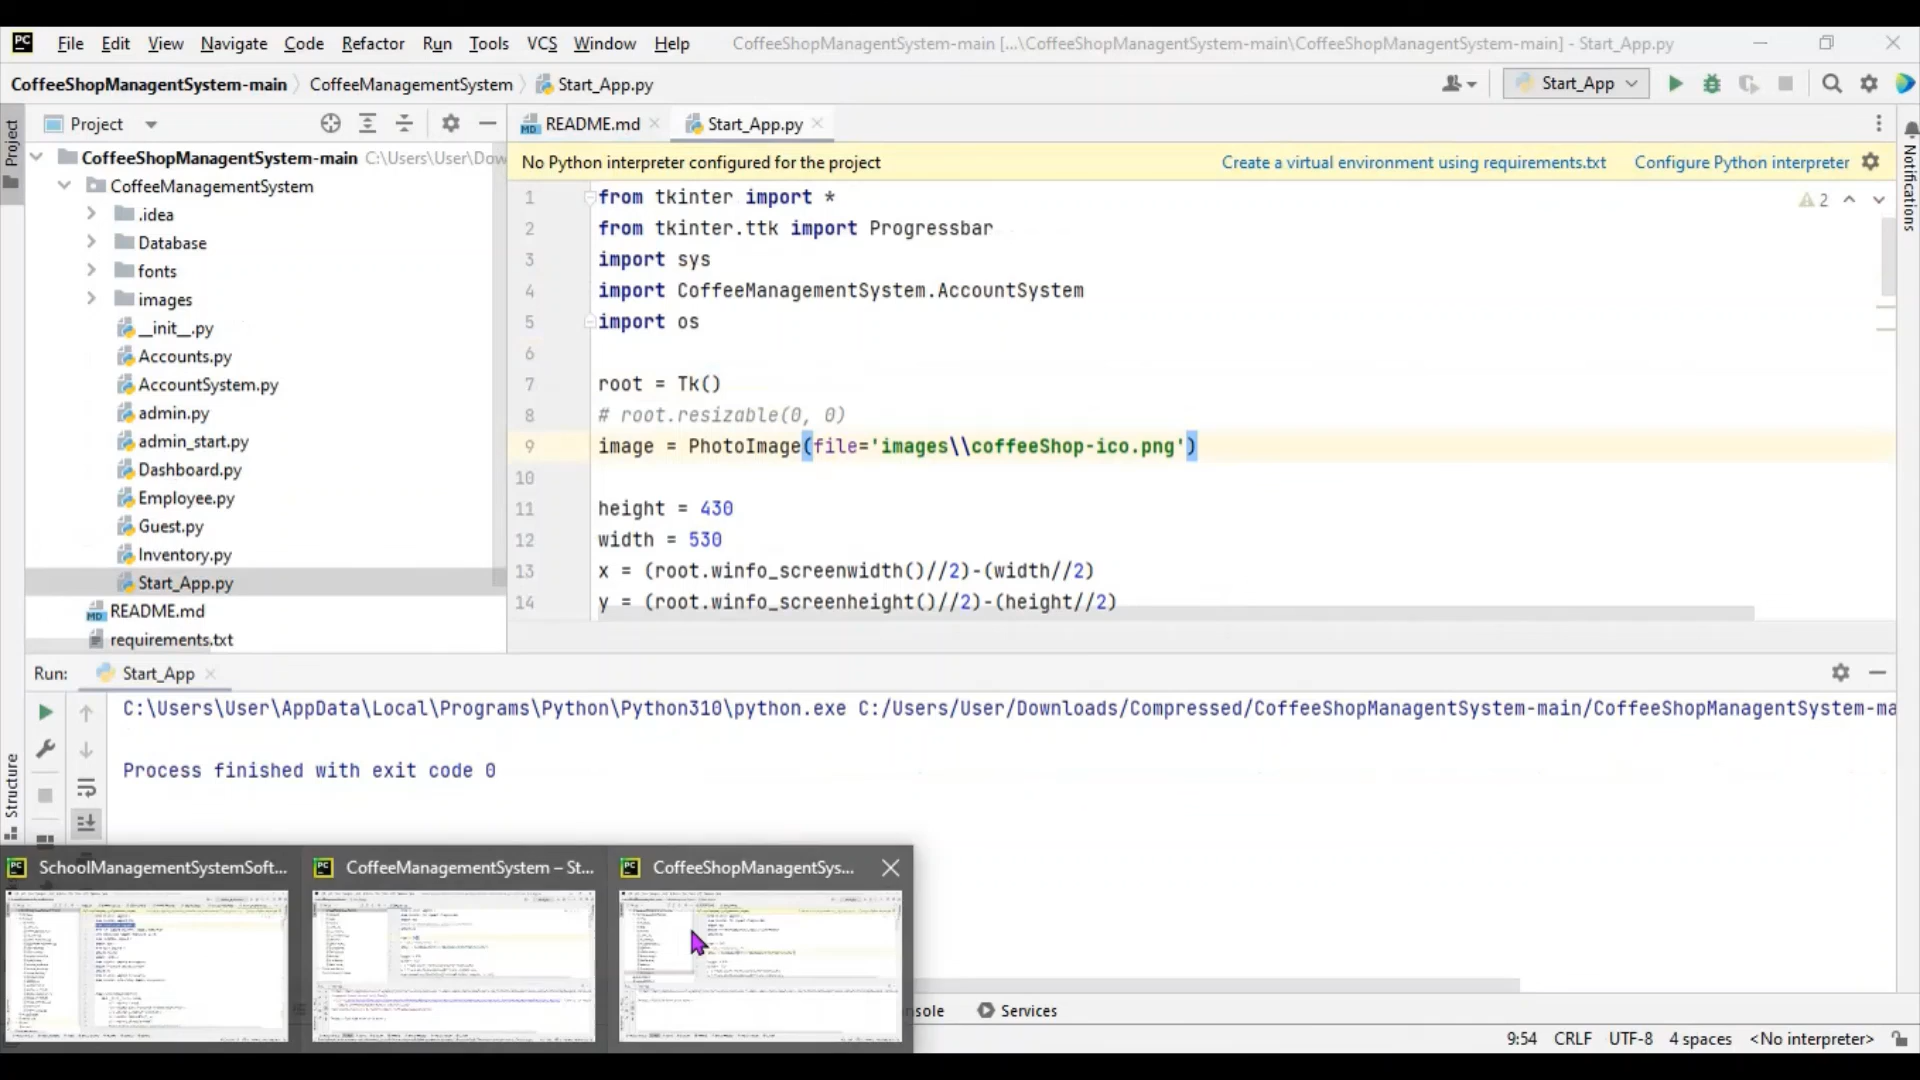 PC File Edit View Navigate Code Refactor Run Tools VCS Window Help CoffeeShopManagentSystem-main [...\CoffeeShopManagentSystem-main\CoffeeShopManagentSystem-main] - Start_App.py
CoffeeShopManagentSystem-main CoffeeManagementSystem Start_App.py Start_App
Project
Project
README.md Start_App.py
Notifications
CoffeeShopManagentSystem-main C:\Users\User\Dow
No Python interpreter configured for the project Create a virtual environment using requirements.txt Configure Python interpreter
CoffeeManagementSystem
.idea
Database
fonts
images
__init__.py
Accounts.py
AccountSystem.py
admin.py
admin_start.py
Dashboard.py
Employee.py
Guest.py
Inventory.py
Start_App.py
README.md
requirements.txt
2
1 from tkinter import *
2 from tkinter.ttk import Progressbar
3 import sys
4 import CoffeeManagementSystem.AccountSystem
5 import os
6
7 root = Tk()
8 # root.resizable(0, 0)
9 image = PhotoImage(file='images\\coffeeShop-ico.png')
10
11 height = 430
12 width = 530
13 x = (root.winfo_screenwidth()//2)-(width//2)
14 y = (root.winfo_screenheight()//2)-(height//2)
Run: Start_App
Structure
C:\Users\User\AppData\Local\Programs\Python\Python310\python.exe C:/Users/User/Downloads/Compressed/CoffeeShopManagentSystem-main/CoffeeShopManagentSystem-ma
Process finished with exit code 0
PC SchoolManagementSystemSoft...
PC CoffeeManagementSystem – St...
PC CoffeeShopManagentSys...
nsole Services
9:54 CRLF UTF-8 4 spaces <No interpreter>